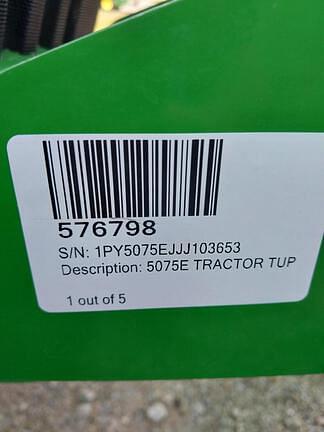 576798
S/N: 1PY5075EJJJ103653
Description: 5075E TRACTOR TUP
1 out of 5